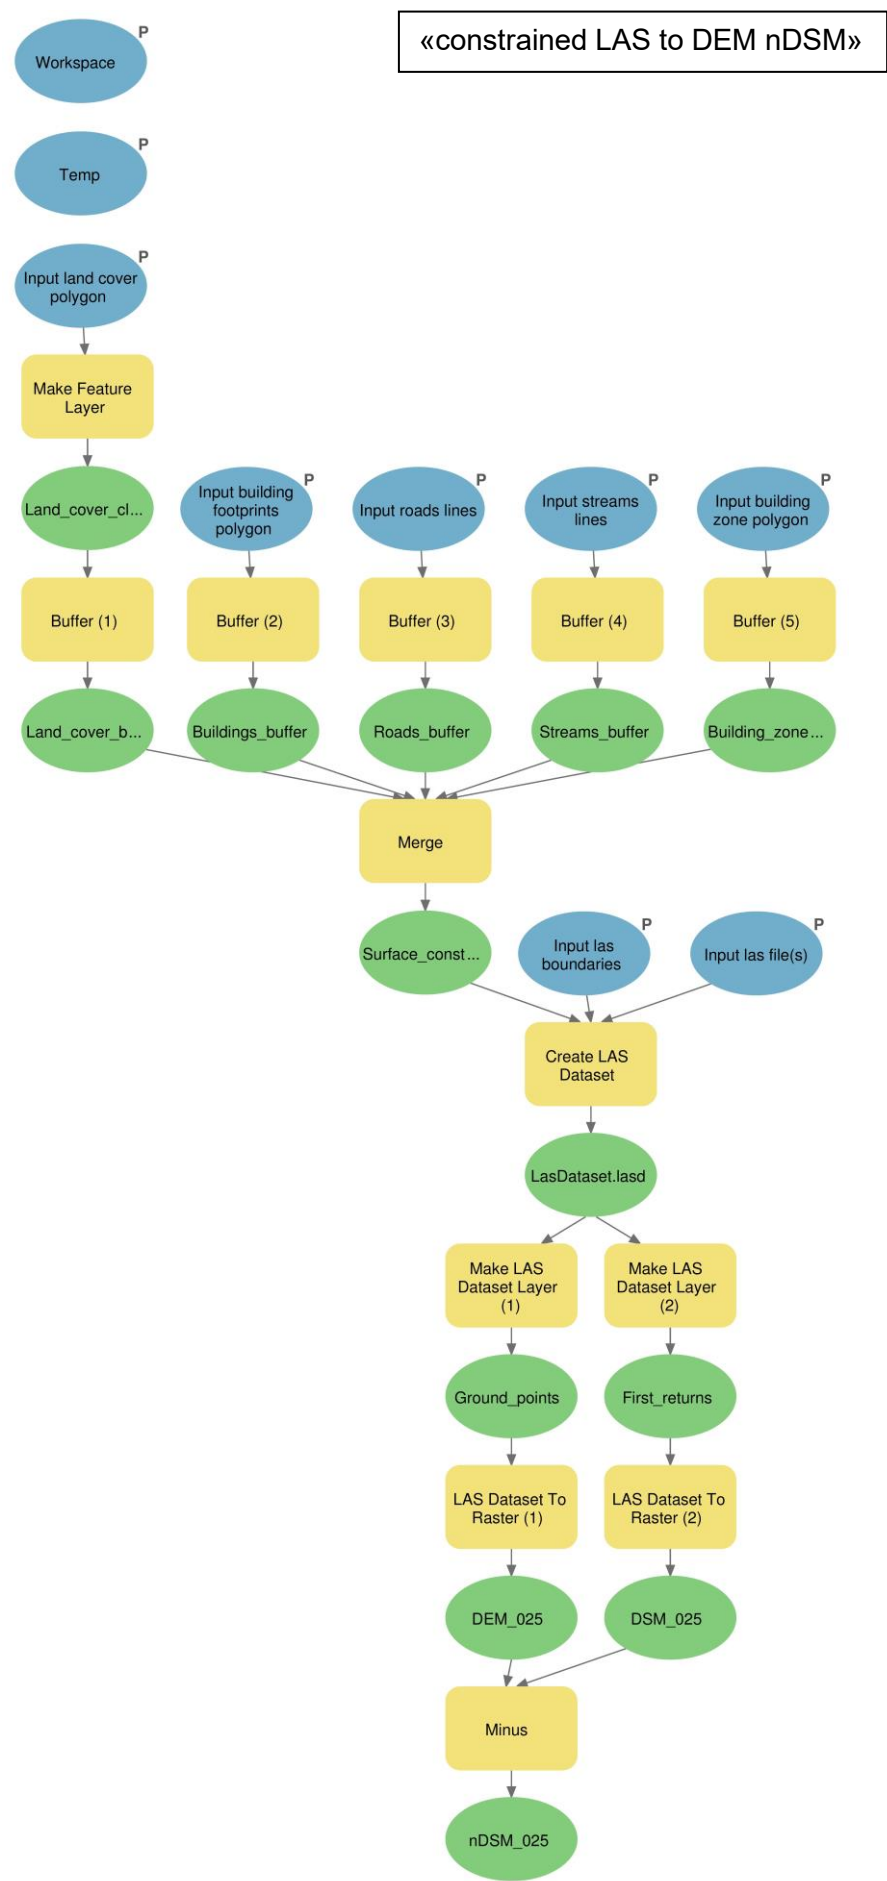 P
«constrained LAS to DEM nDSM»
Workspace
P
Temp
P
Input land cover
polygon
Make Feature
Layer
Land_cover_cl...
P
Input building
footprints
polygon
P
Input roads lines
P
Input streams
lines
P
Input building
zone polygon
Buffer (1)
Buffer (2)
Buffer (3)
Buffer (4)
Buffer (5)
Land_cover_b...
Buildings_buffer
Roads_buffer
Streams_buffer
Building_zone...
Merge
Surface_const...
P
Input las
boundaries
P
Input las file(s)
Create LAS
Dataset
LasDataset.lasd
Make LAS
Dataset Layer
(1)
Make LAS
Dataset Layer
(2)
Ground_points
First_returns
LAS Dataset To
Raster (1)
LAS Dataset To
Raster (2)
DEM_025
DSM_025
Minus
nDSM_025